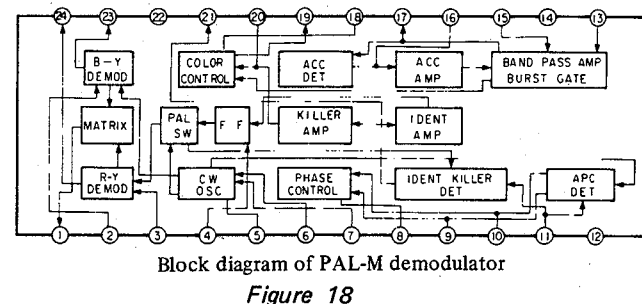 24 23 22 21 20 19 18 17 16 15 14 13
B-Y
DEMOD
COLOR
CONTROL
ACC
DET
ACC
AMP
BAND PASS AMP
BURST GATE
MATRIX
PAL
SW
F F
KILLER
AMP
IDENT
AMP
R-Y
DEMOD
CW
OSC
PHASE
CONTROL
IDENT KILLER
DET
APC
DET
1 2 3 4 5 6 7 8 9 10 11 12
Block diagram of PAL-M demodulator
Figure 18